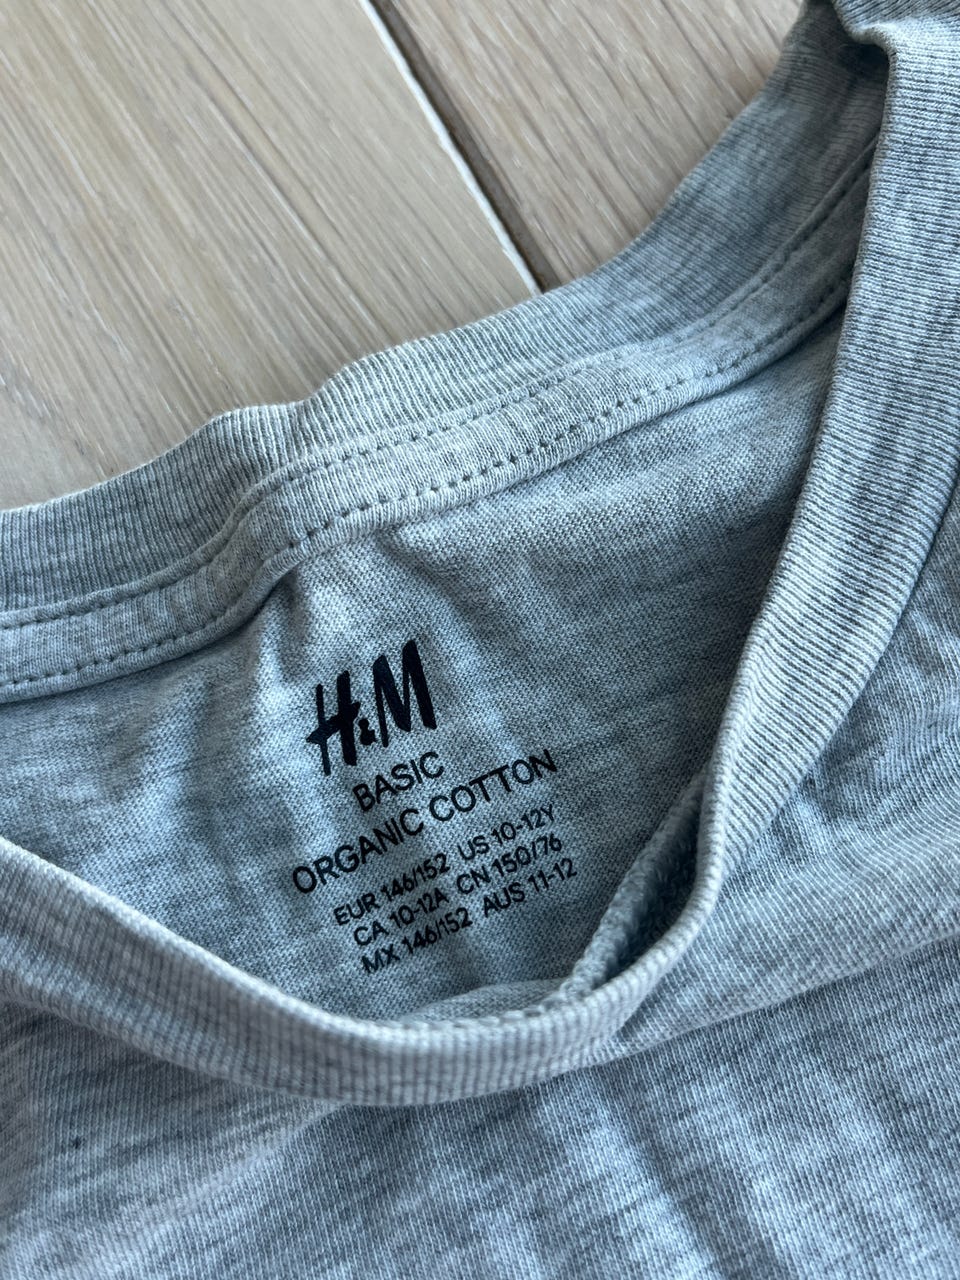 H&M
BASIC
ORGANIC COTTON
EUR 146/152 US 10-12Y
CA 10-12A CN 150/76
MX 146/152 AUS 11-12